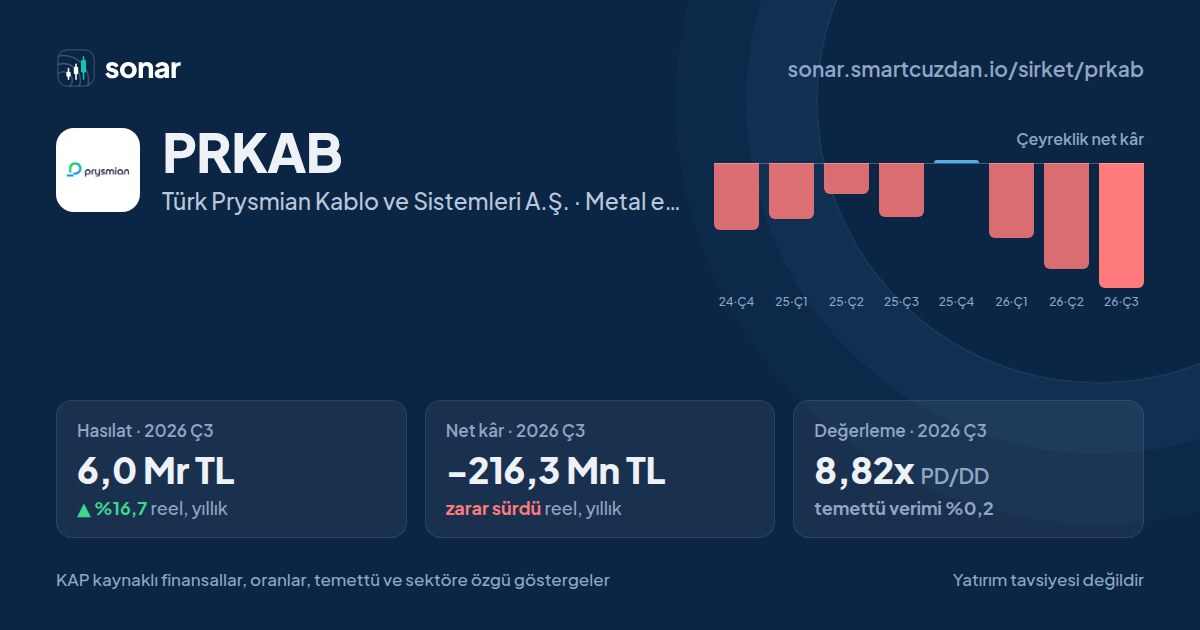 sonar
sonar.smartcuzdan.io/sirket/prkab
prysmian
PRKAB
Türk Prysmian Kablo ve Sistemleri A.Ş. · Metal e…
Çeyreklik net kâr
24·Ç4 25·Ç1 25·Ç2 25·Ç3 25·Ç4 26·Ç1 26·Ç2 26·Ç3
Hasılat · 2026 Ç3
6,0 Mr TL
▲ %16,7 reel, yıllık
Net kâr · 2026 Ç3
−216,3 Mn TL
zarar sürdü reel, yıllık
Değerleme · 2026 Ç3
8,82x PD/DD
temettü verimi %0,2
KAP kaynaklı finansallar, oranlar, temettü ve sektöre özgü göstergeler
Yatırım tavsiyesi değildir